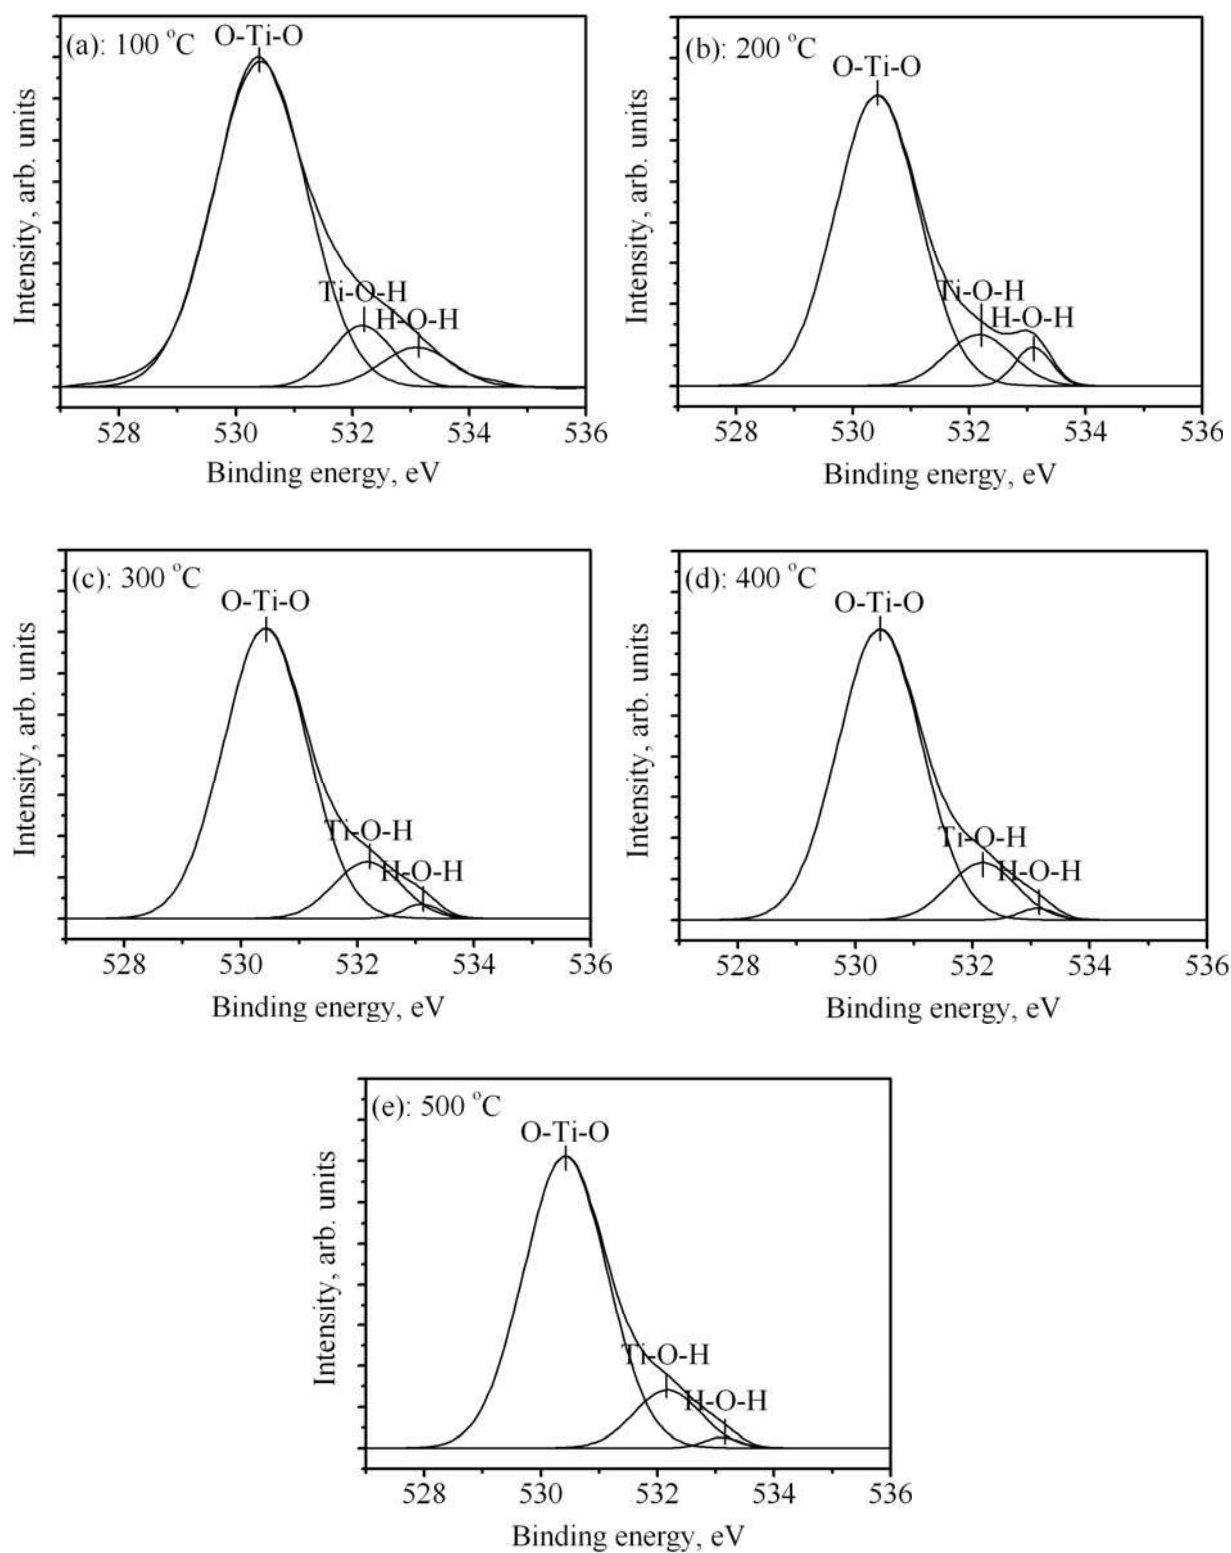 (a): 100 °C
O-Ti-O
Ti-O-H
H-O-H
Intensity, arb. units
528 530 532 534 536
Binding energy, eV
(b): 200 °C
O-Ti-O
Ti-O-H
H-O-H
Intensity, arb. units
528 530 532 534 536
Binding energy, eV
(c): 300 °C
O-Ti-O
Ti-O-H
H-O-H
Intensity, arb. units
528 530 532 534 536
Binding energy, eV
(d): 400 °C
O-Ti-O
Ti-O-H
H-O-H
Intensity, arb. units
528 530 532 534 536
Binding energy, eV
(e): 500 °C
O-Ti-O
Ti-O-H
H-O-H
Intensity, arb. units
528 530 532 534 536
Binding energy, eV